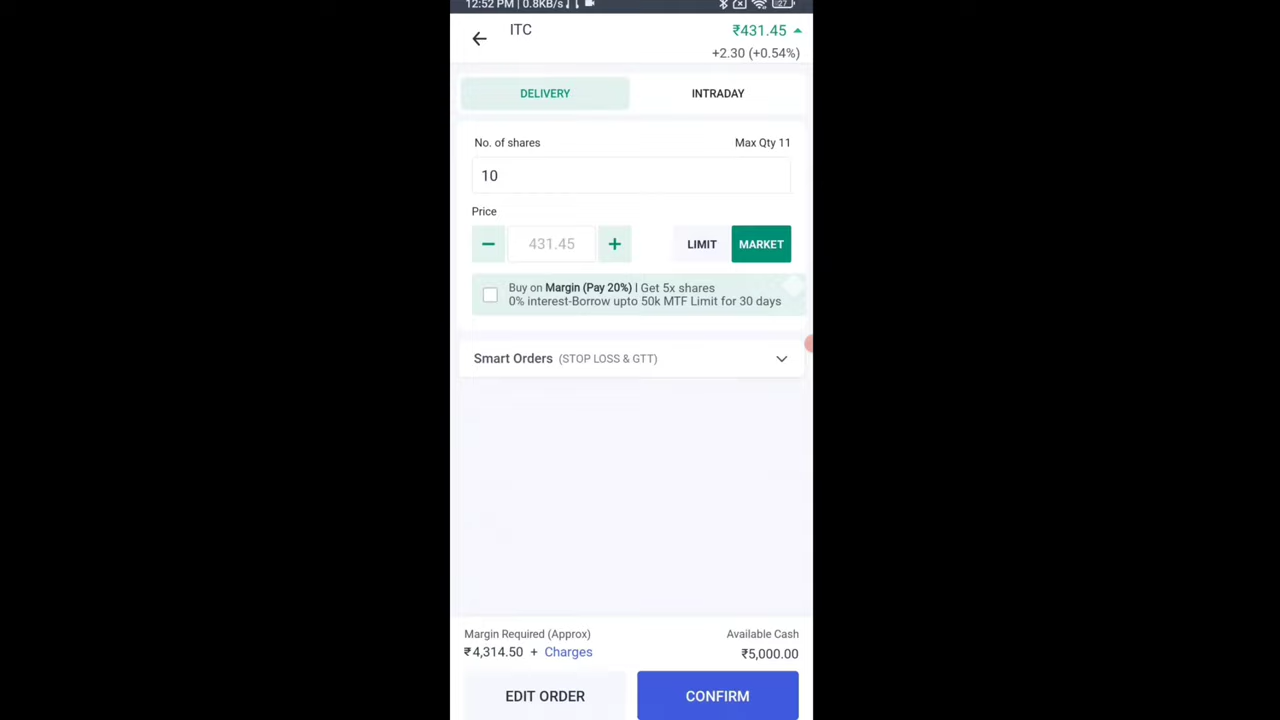 12:52 PM | 0.8KB/s
27
ITC
₹431.45
+2.30 (+0.54%)
DELIVERY
INTRADAY
No. of shares
Max Qty 11
10
Price
431.45
LIMIT
MARKET
Buy on Margin (Pay 20%) | Get 5x shares
0% interest-Borrow upto 50k MTF Limit for 30 days
Smart Orders (STOP LOSS & GTT)
Margin Required (Approx)
Available Cash
₹4,314.50 + Charges
₹5,000.00
EDIT ORDER
CONFIRM